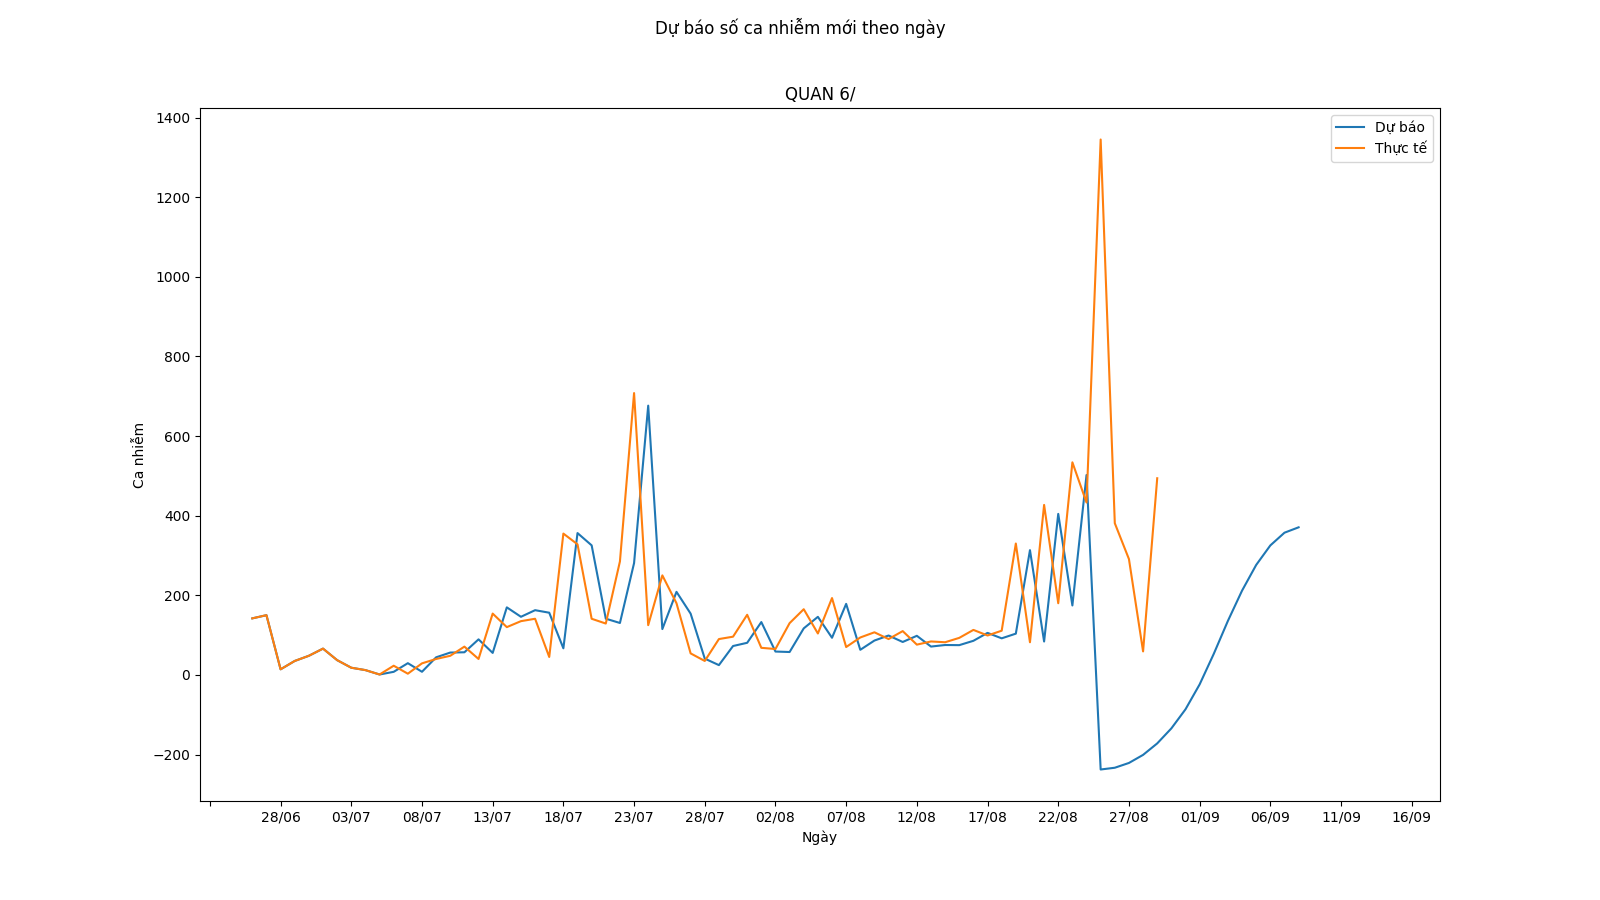 Dự báo số ca nhiễm mới theo ngày
QUAN 6/
Dự báo
Thực tế
1400
1200
1000
800
600
400
200
0
−200
Ca nhiễm
28/06 03/07 08/07 13/07 18/07 23/07 28/07 02/08 07/08 12/08 17/08 22/08 27/08 01/09 06/09 11/09 16/09
Ngày